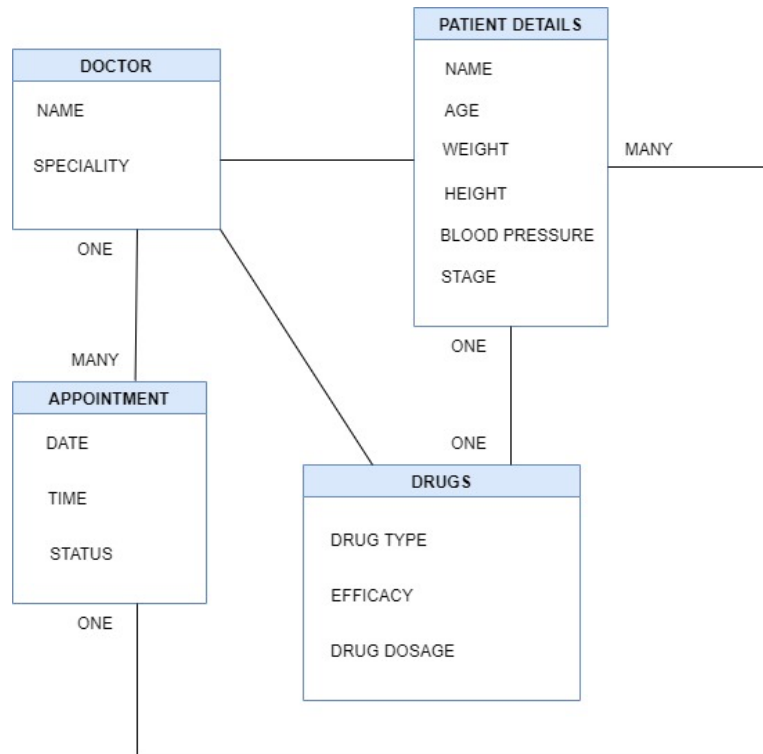 PATIENT DETAILS
NAME
AGE
WEIGHT
HEIGHT
BLOOD PRESSURE
STAGE
DOCTOR
NAME
SPECIALITY
MANY
ONE
MANY
ONE
ONE
APPOINTMENT
DATE
TIME
STATUS
ONE
DRUGS
DRUG TYPE
EFFICACY
DRUG DOSAGE